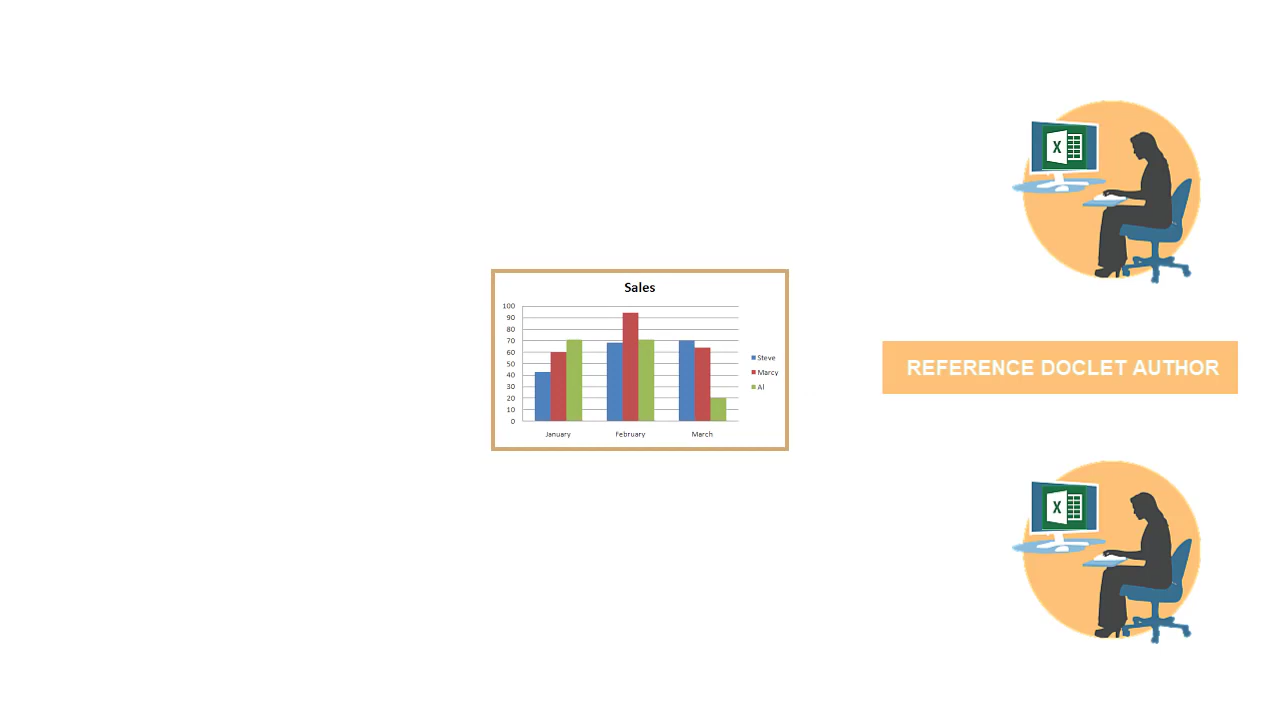 X
Sales
100
90
80
70
60
50
40
30
20
10
0
January February March
Steve
Marcy
Al
REFERENCE DOCLET AUTHOR
X